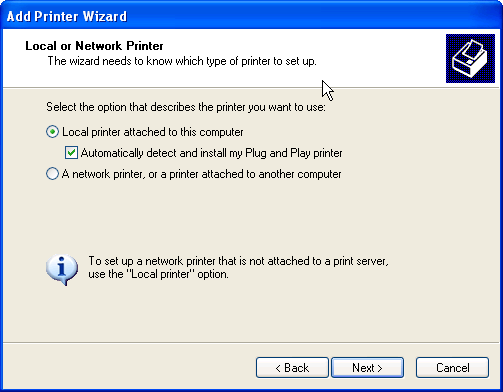 Add Printer Wizard
Local or Network Printer
The wizard needs to know which type of printer to set up.
Select the option that describes the printer you want to use:
Local printer attached to this computer
Automatically detect and install my Plug and Play printer
A network printer, or a printer attached to another computer
To set up a network printer that is not attached to a print server,
use the "Local printer" option.
< Back Next > Cancel